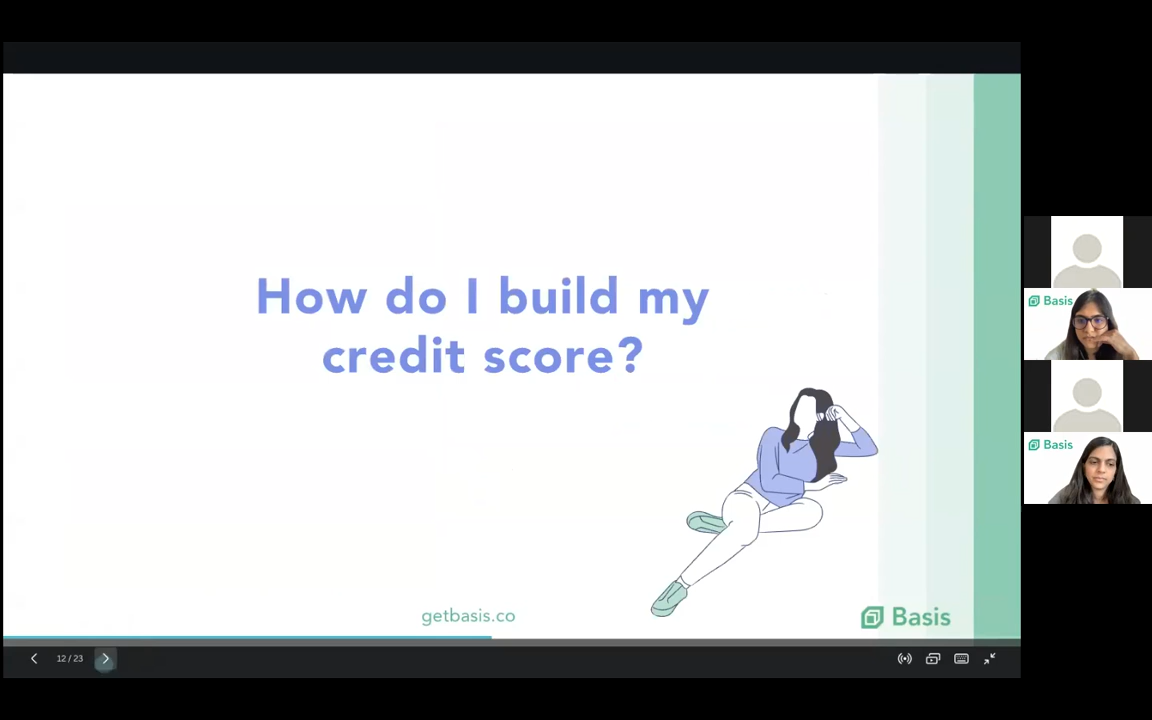 How do I build my
credit score?
getbasis.co
Basis
12 / 23
Basis
Basis